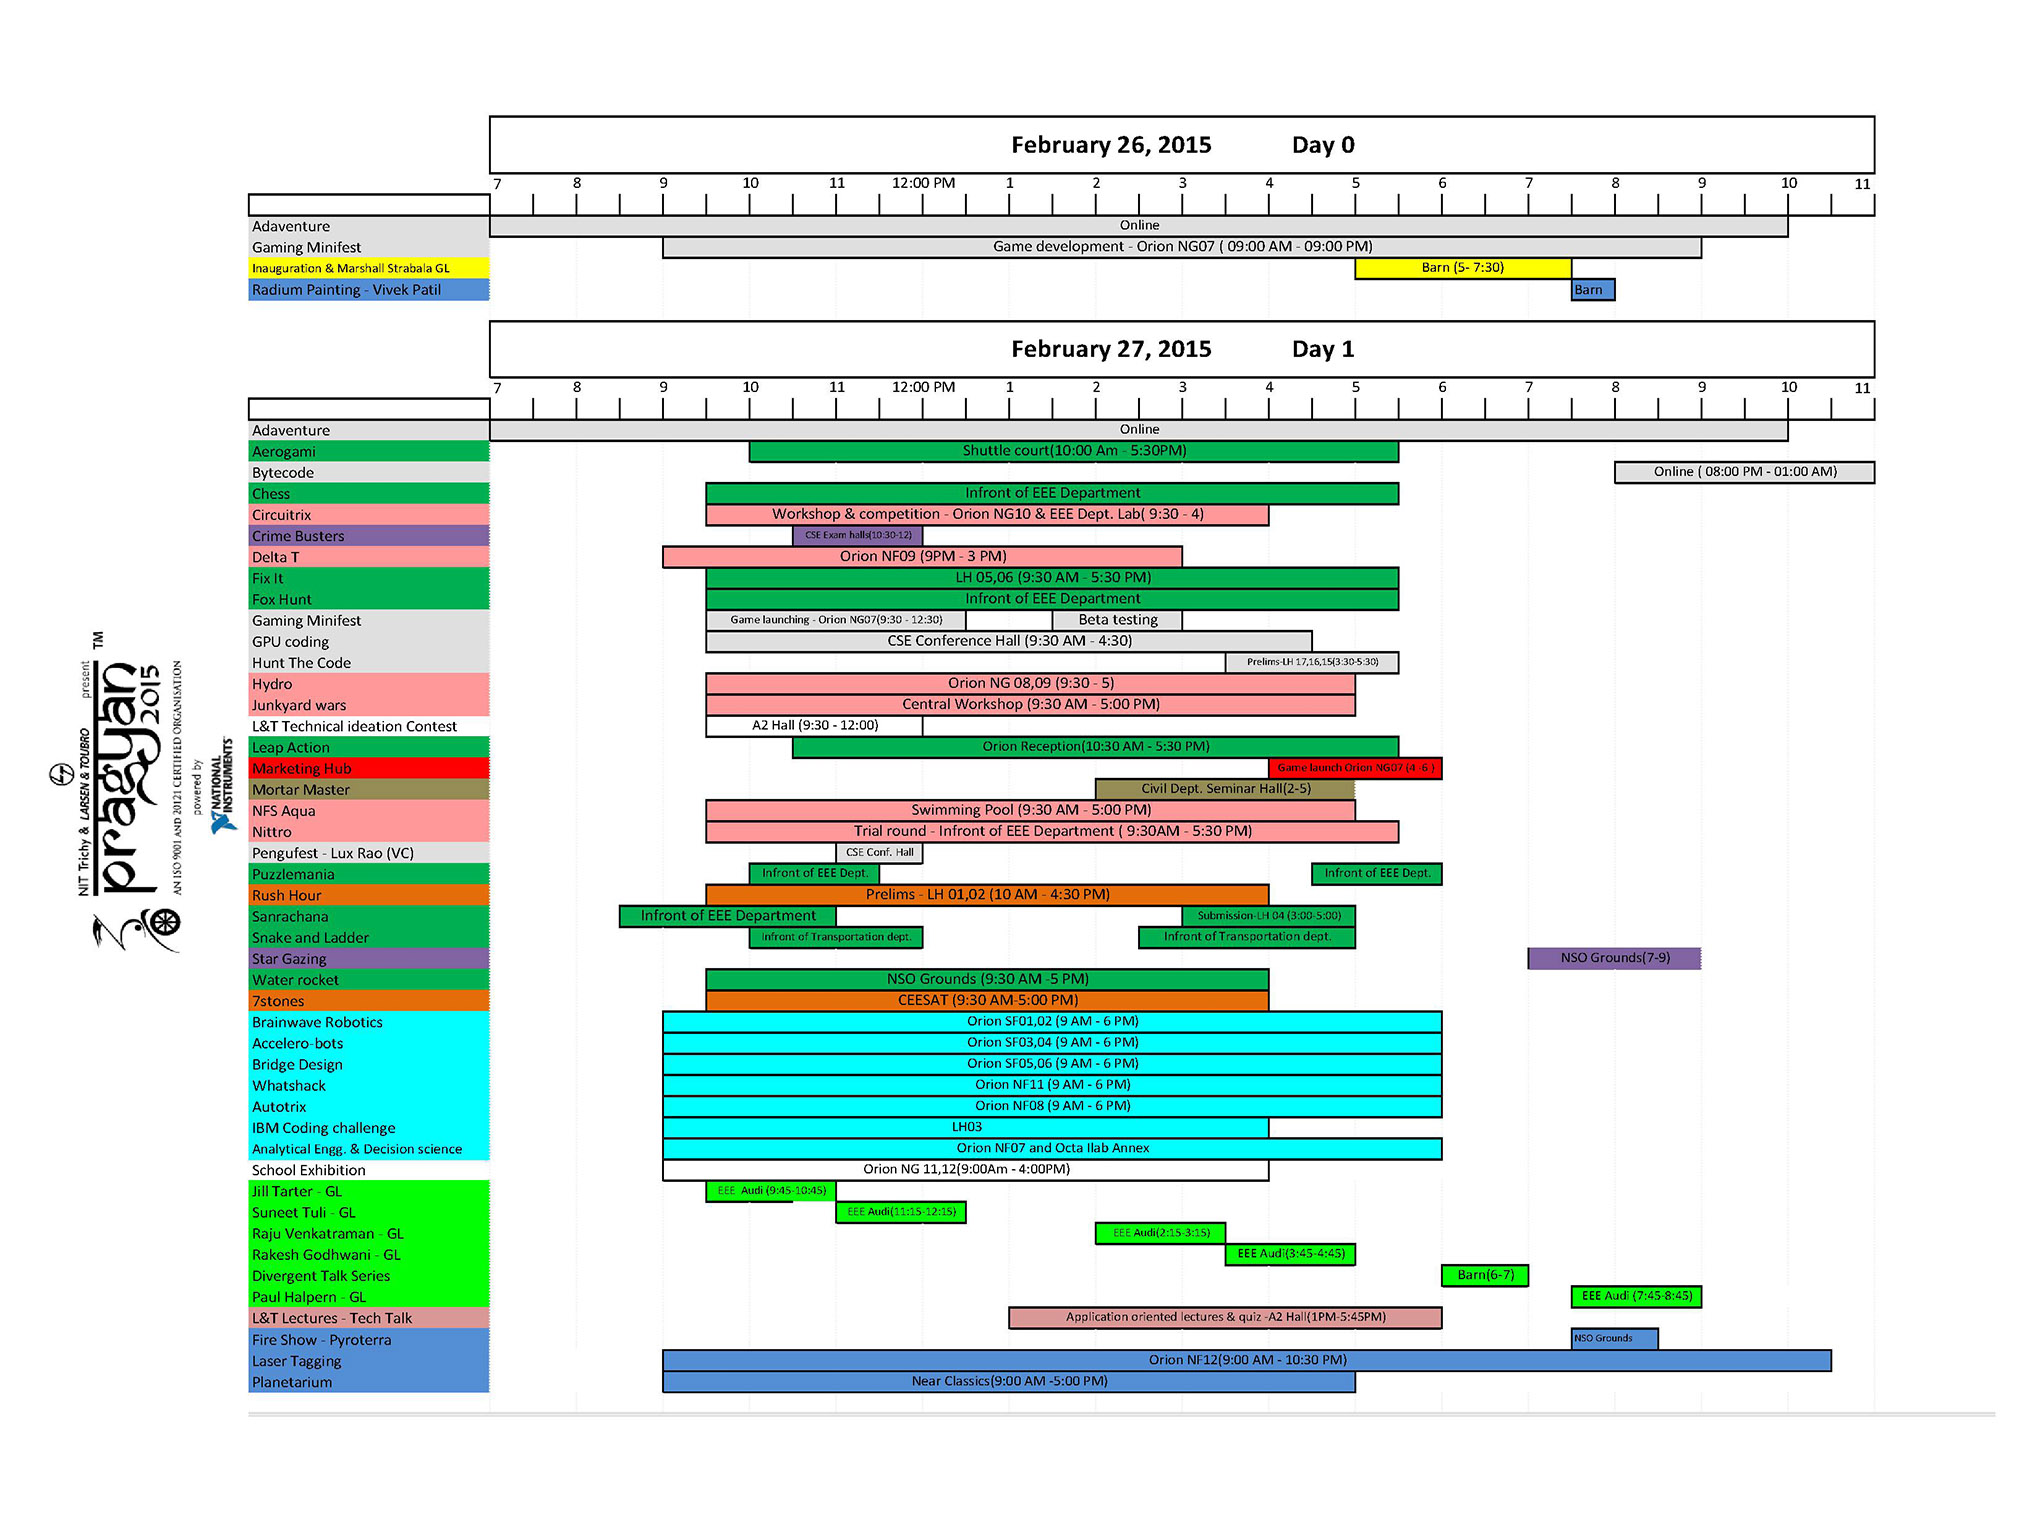 February 26, 2015 Day 0
7 8 9 10 11 12:00 PM 1 2 3 4 5 6 7 8 9 10 11
Adaventure Online
Gaming Minifest Game development - Orion NG07 ( 09:00 AM - 09:00 PM)
Inauguration & Marshall Strabala GL Barn (5- 7:30)
Radium Painting - Vivek Patil Barn
February 27, 2015 Day 1
7 8 9 10 11 12:00 PM 1 2 3 4 5 6 7 8 9 10 11
Adaventure Online
Aerogami Shuttle court(10:00 Am - 5:30PM)
Bytecode Online ( 08:00 PM - 01:00 AM)
Chess Infront of EEE Department
Circuitrix Workshop & competition - Orion NG10 & EEE Dept. Lab( 9:30 - 4)
Crime Busters CSE Exam halls(10:30-12)
Delta T Orion NF09 (9PM - 3 PM)
Fix It LH 05,06 (9:30 AM - 5:30 PM)
Fox Hunt Infront of EEE Department
Gaming Minifest Game launching - Orion NG07(9:30 - 12:30) Beta testing
GPU coding CSE Conference Hall (9:30 AM - 4:30)
Hunt The Code Prelims-LH 17,16,15(3:30-5:30)
Hydro Orion NG 08,09 (9:30 - 5)
Junkyard wars Central Workshop (9:30 AM - 5:00 PM)
L&T Technical ideation Contest A2 Hall (9:30 - 12:00)
Leap Action Orion Reception(10:30 AM - 5:30 PM)
Marketing Hub Game launch Orion NG07 (4 -6 )
Mortar Master Civil Dept. Seminar Hall(2-5)
NFS Aqua Swimming Pool (9:30 AM - 5:00 PM)
Nittro Trial round - Infront of EEE Department ( 9:30AM - 5:30 PM)
Pengufest - Lux Rao (VC) CSE Conf. Hall
Puzzlemania Infront of EEE Dept. Infront of EEE Dept.
Rush Hour Prelims - LH 01,02 (10 AM - 4:30 PM)
Sanrachana Infront of EEE Department Submission-LH 04 (3:00-5:00)
Snake and Ladder Infront of Transportation dept. Infront of Transportation dept.
Star Gazing NSO Grounds(7-9)
Water rocket NSO Grounds (9:30 AM -5 PM)
7stones CEESAT (9:30 AM-5:00 PM)
Brainwave Robotics Orion SF01,02 (9 AM - 6 PM)
Accelero-bots Orion SF03,04 (9 AM - 6 PM)
Bridge Design Orion SF05,06 (9 AM - 6 PM)
Whatshack Orion NF11 (9 AM - 6 PM)
Autotrix Orion NF08 (9 AM - 6 PM)
IBM Coding challenge LH03
Analytical Engg. & Decision science Orion NF07 and Octa Ilab Annex
School Exhibition Orion NG 11,12(9:00Am - 4:00PM)
Jill Tarter - GL EEE Audi (9:45-10:45)
Suneet Tuli - GL EEE Audi(11:15-12:15)
Raju Venkatraman - GL EEE Audi(2:15-3:15)
Rakesh Godhwani - GL EEE Audi(3:45-4:45)
Divergent Talk Series Barn(6-7)
Paul Halpern - GL EEE Audi (7:45-8:45)
L&T Lectures - Tech Talk Application oriented lectures & quiz -A2 Hall(1PM-5:45PM)
Fire Show - Pyroterra NSO Grounds
Laser Tagging Orion NF12(9:00 AM - 10:30 PM)
Planetarium Near Classics(9:00 AM -5:00 PM)
NIT Trichy & LARSEN & TOUBRO present
pragyan TM
2015
AN ISO 9001 AND 20121 CERTIFIED ORGANISATION
powered by
NATIONAL
INSTRUMENTS